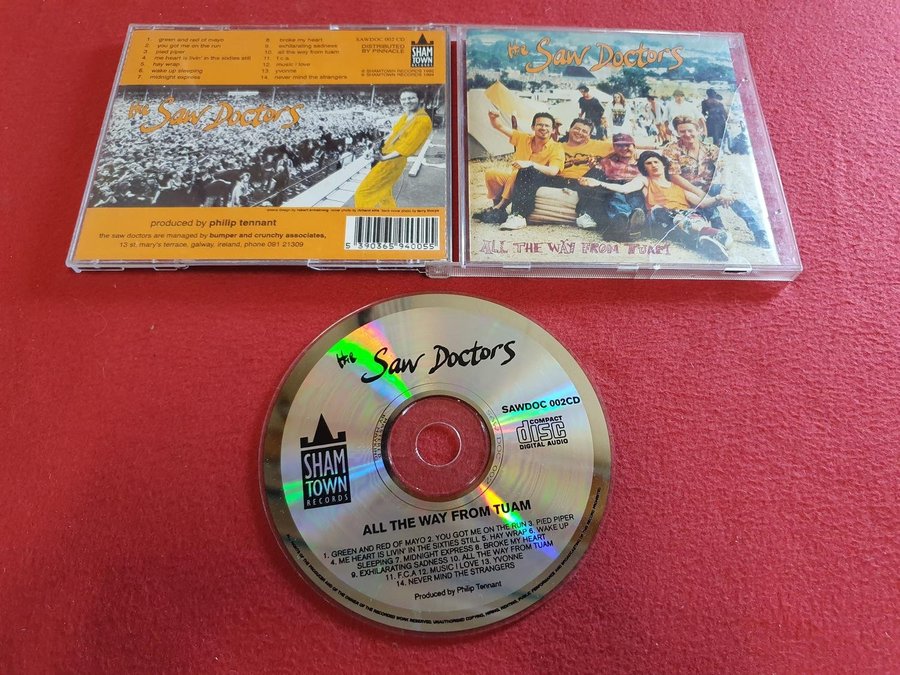 1. green and red of mayo
2. you got me on the run
3. pied piper
4. me heart is livin' in the sixties still
5. hay wrap
6. wake up sleeping
7. midnight express
8. broke my heart
9. exhilarating sadness
10. all the way from tuam
11. f.c.a
12. music i love
13. yvonne
14. never mind the strangers
SAWDOC 002 CD
DISTRIBUTED
BY PINNACLE
℗ SHAMTOWN RECORDS 1992
© SHAMTOWN RECORDS 1994
SHAM
TOWN
RECORDS
the Saw Doctors
produced by philip tennant
the saw doctors are managed by bumper and crunchy associates,
13 st. mary's terrace, galway, ireland, phone 091 21309
5 390365 940055
the Saw Doctors
ALL THE WAY FROM TUAM
the Saw Doctors
SAWDOC 002CD
COMPACT
disc
DIGITAL AUDIO
SHAM
TOWN
RECORDS
ALL THE WAY FROM TUAM
1. GREEN AND RED OF MAYO 2. YOU GOT ME ON THE RUN 3. PIED PIPER
4. ME HEART IS LIVIN' IN THE SIXTIES STILL 5. HAY WRAP 6. WAKE UP
SLEEPING 7. MIDNIGHT EXPRESS 8. BROKE MY HEART
9. EXHILARATING SADNESS 10. ALL THE WAY FROM TUAM
11. F.C.A 12. MUSIC I LOVE 13. YVONNE
14. NEVER MIND THE STRANGERS
Produced by Philip Tennant